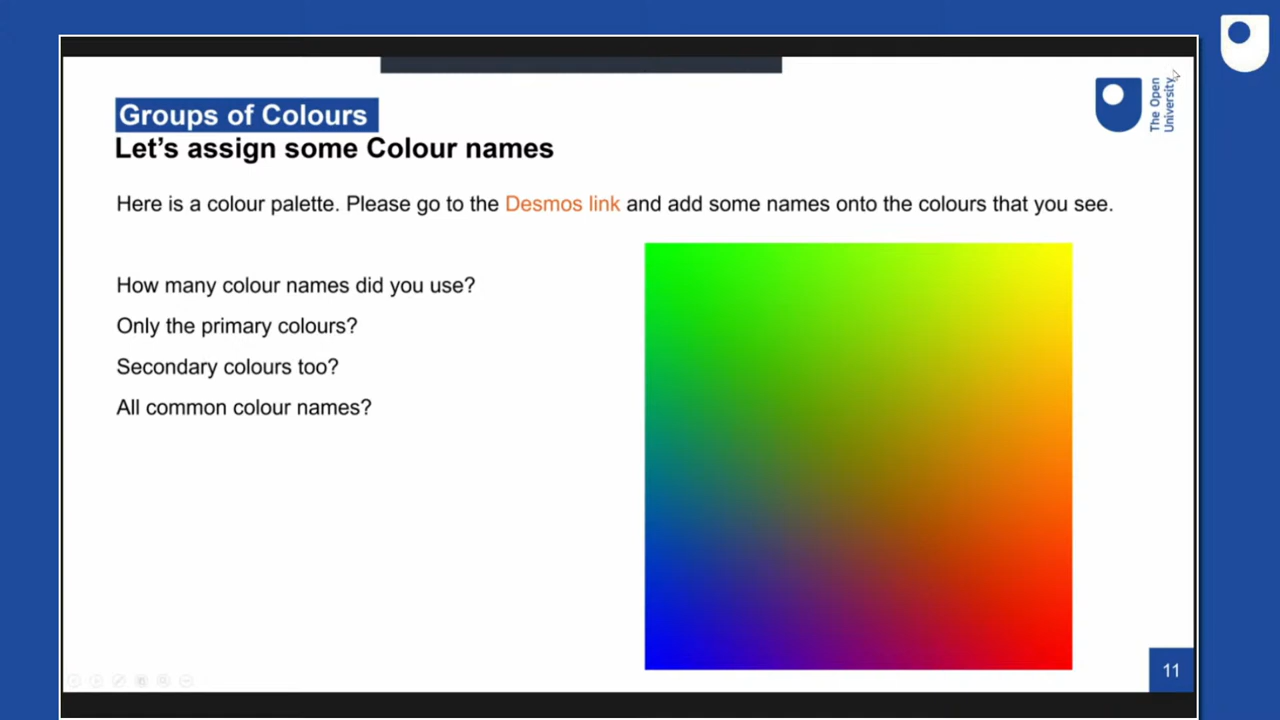 Groups of Colours
Let's assign some Colour names
The Open
University
Here is a colour palette. Please go to the Desmos link and add some names onto the colours that you see.
How many colour names did you use?
Only the primary colours?
Secondary colours too?
All common colour names?
11